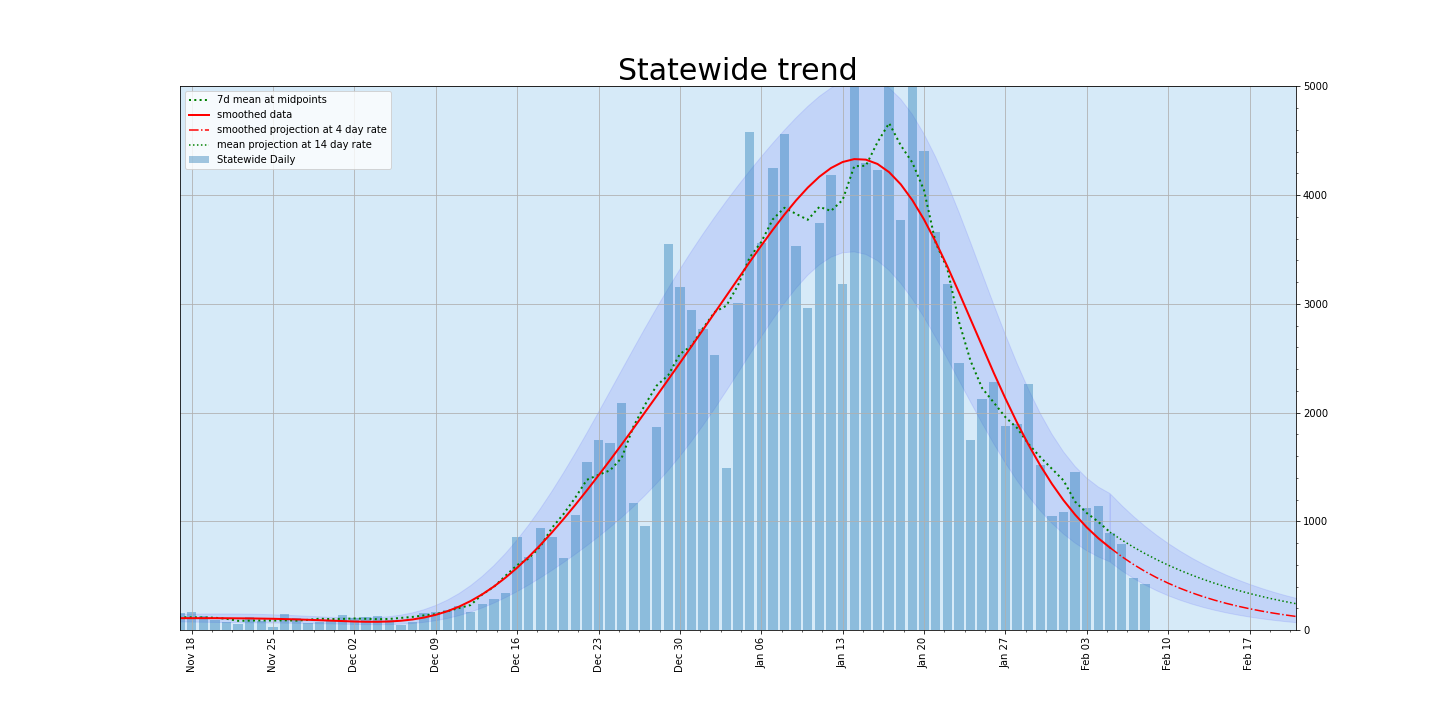 Statewide trend
7d mean at midpoints
smoothed data
smoothed projection at 4 day rate
mean projection at 14 day rate
Statewide Daily
5000
4000
3000
2000
1000
0
Nov 18
Nov 25
Dec 02
Dec 09
Dec 16
Dec 23
Dec 30
Jan 06
Jan 13
Jan 20
Jan 27
Feb 03
Feb 10
Feb 17